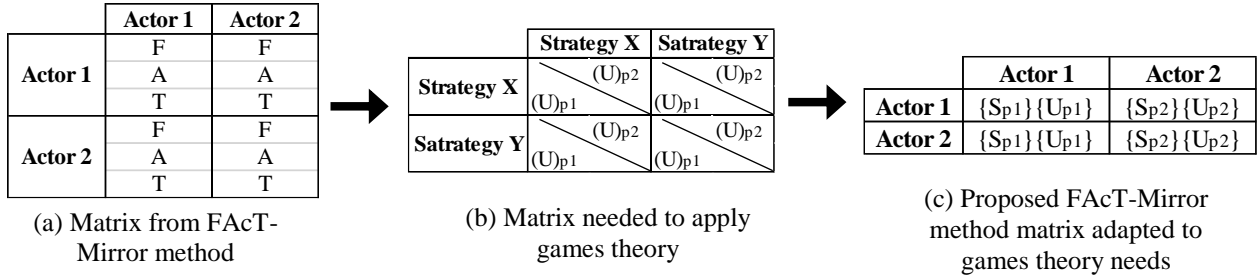 Actor 1 Actor 2
Actor 1
F F
A A
T T
Actor 2
F F
A A
T T
(a) Matrix from FAcT-
Mirror method
Strategy X Satrategy Y
Strategy X
(U)p2 (U)p2
(U)p1 (U)p1
Satrategy Y
(U)p2 (U)p2
(U)p1 (U)p1
(b) Matrix needed to apply
games theory
Actor 1 Actor 2
Actor 1 {Sp1}{Up1} {Sp2}{Up2}
Actor 2 {Sp1}{Up1} {Sp2}{Up2}
(c) Proposed FAcT-Mirror
method matrix adapted to
games theory needs